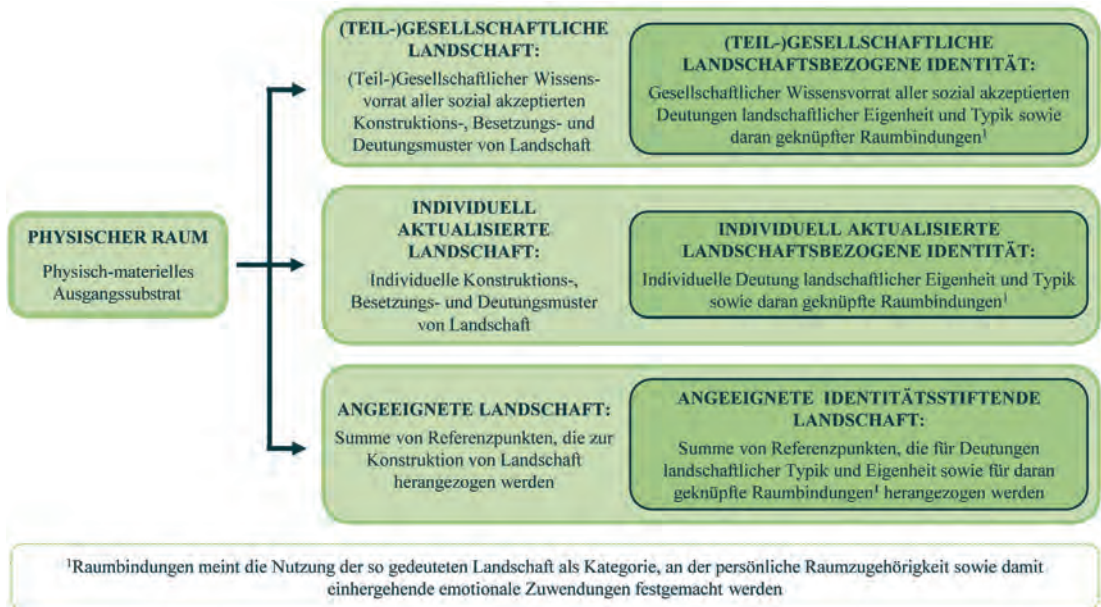 (TEIL-)GESELLSCHAFTLICHE
LANDSCHAFT:
(Teil-)Gesellschaftlicher Wissens-
vorrat aller sozial akzeptierten
Konstruktions-, Besetzungs- und
Deutungsmuster von Landschaft
(TEIL-)GESELLSCHAFTLICHE
LANDSCHAFTSBEZOGENE IDENTITÄT:
Gesellschaftlicher Wissensvorrat aller sozial akzeptierten
Deutungen landschaftlicher Eigenheit und Typik sowie
daran geknüpfter Raumbindungen¹
PHYSISCHER RAUM
Physisch-materielles
Ausgangssubstrat
INDIVIDUELL
AKTUALISIERTE
LANDSCHAFT:
Individuelle Konstruktions-,
Besetzungs- und Deutungsmuster
von Landschaft
INDIVIDUELL AKTUALISIERTE
LANDSCHAFTSBEZOGENE IDENTITÄT:
Individuelle Deutung landschaftlicher Eigenheit und Typik
sowie daran geknüpfte Raumbindungen¹
ANGEEIGNETE LANDSCHAFT:
Summe von Referenzpunkten, die zur
Konstruktion von Landschaft
herangezogen werden
ANGEEIGNETE IDENTITÄTSSTIFTENDE
LANDSCHAFT:
Summe von Referenzpunkten, die für Deutungen
landschaftlicher Typik und Eigenheit sowie für daran
geknüpfte Raumbindungen¹ herangezogen werden
¹Raumbindungen meint die Nutzung der so gedeuteten Landschaft als Kategorie, an der persönliche Raumzugehörigkeit sowie damit
einhergehende emotionale Zuwendungen festgemacht werden